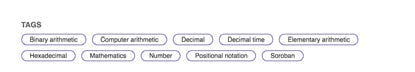 TAGS
Binary arithmetic Computer arithmetic Decimal Decimal time Elementary arithmetic
Hexadecimal Mathematics Number Positional notation Soroban